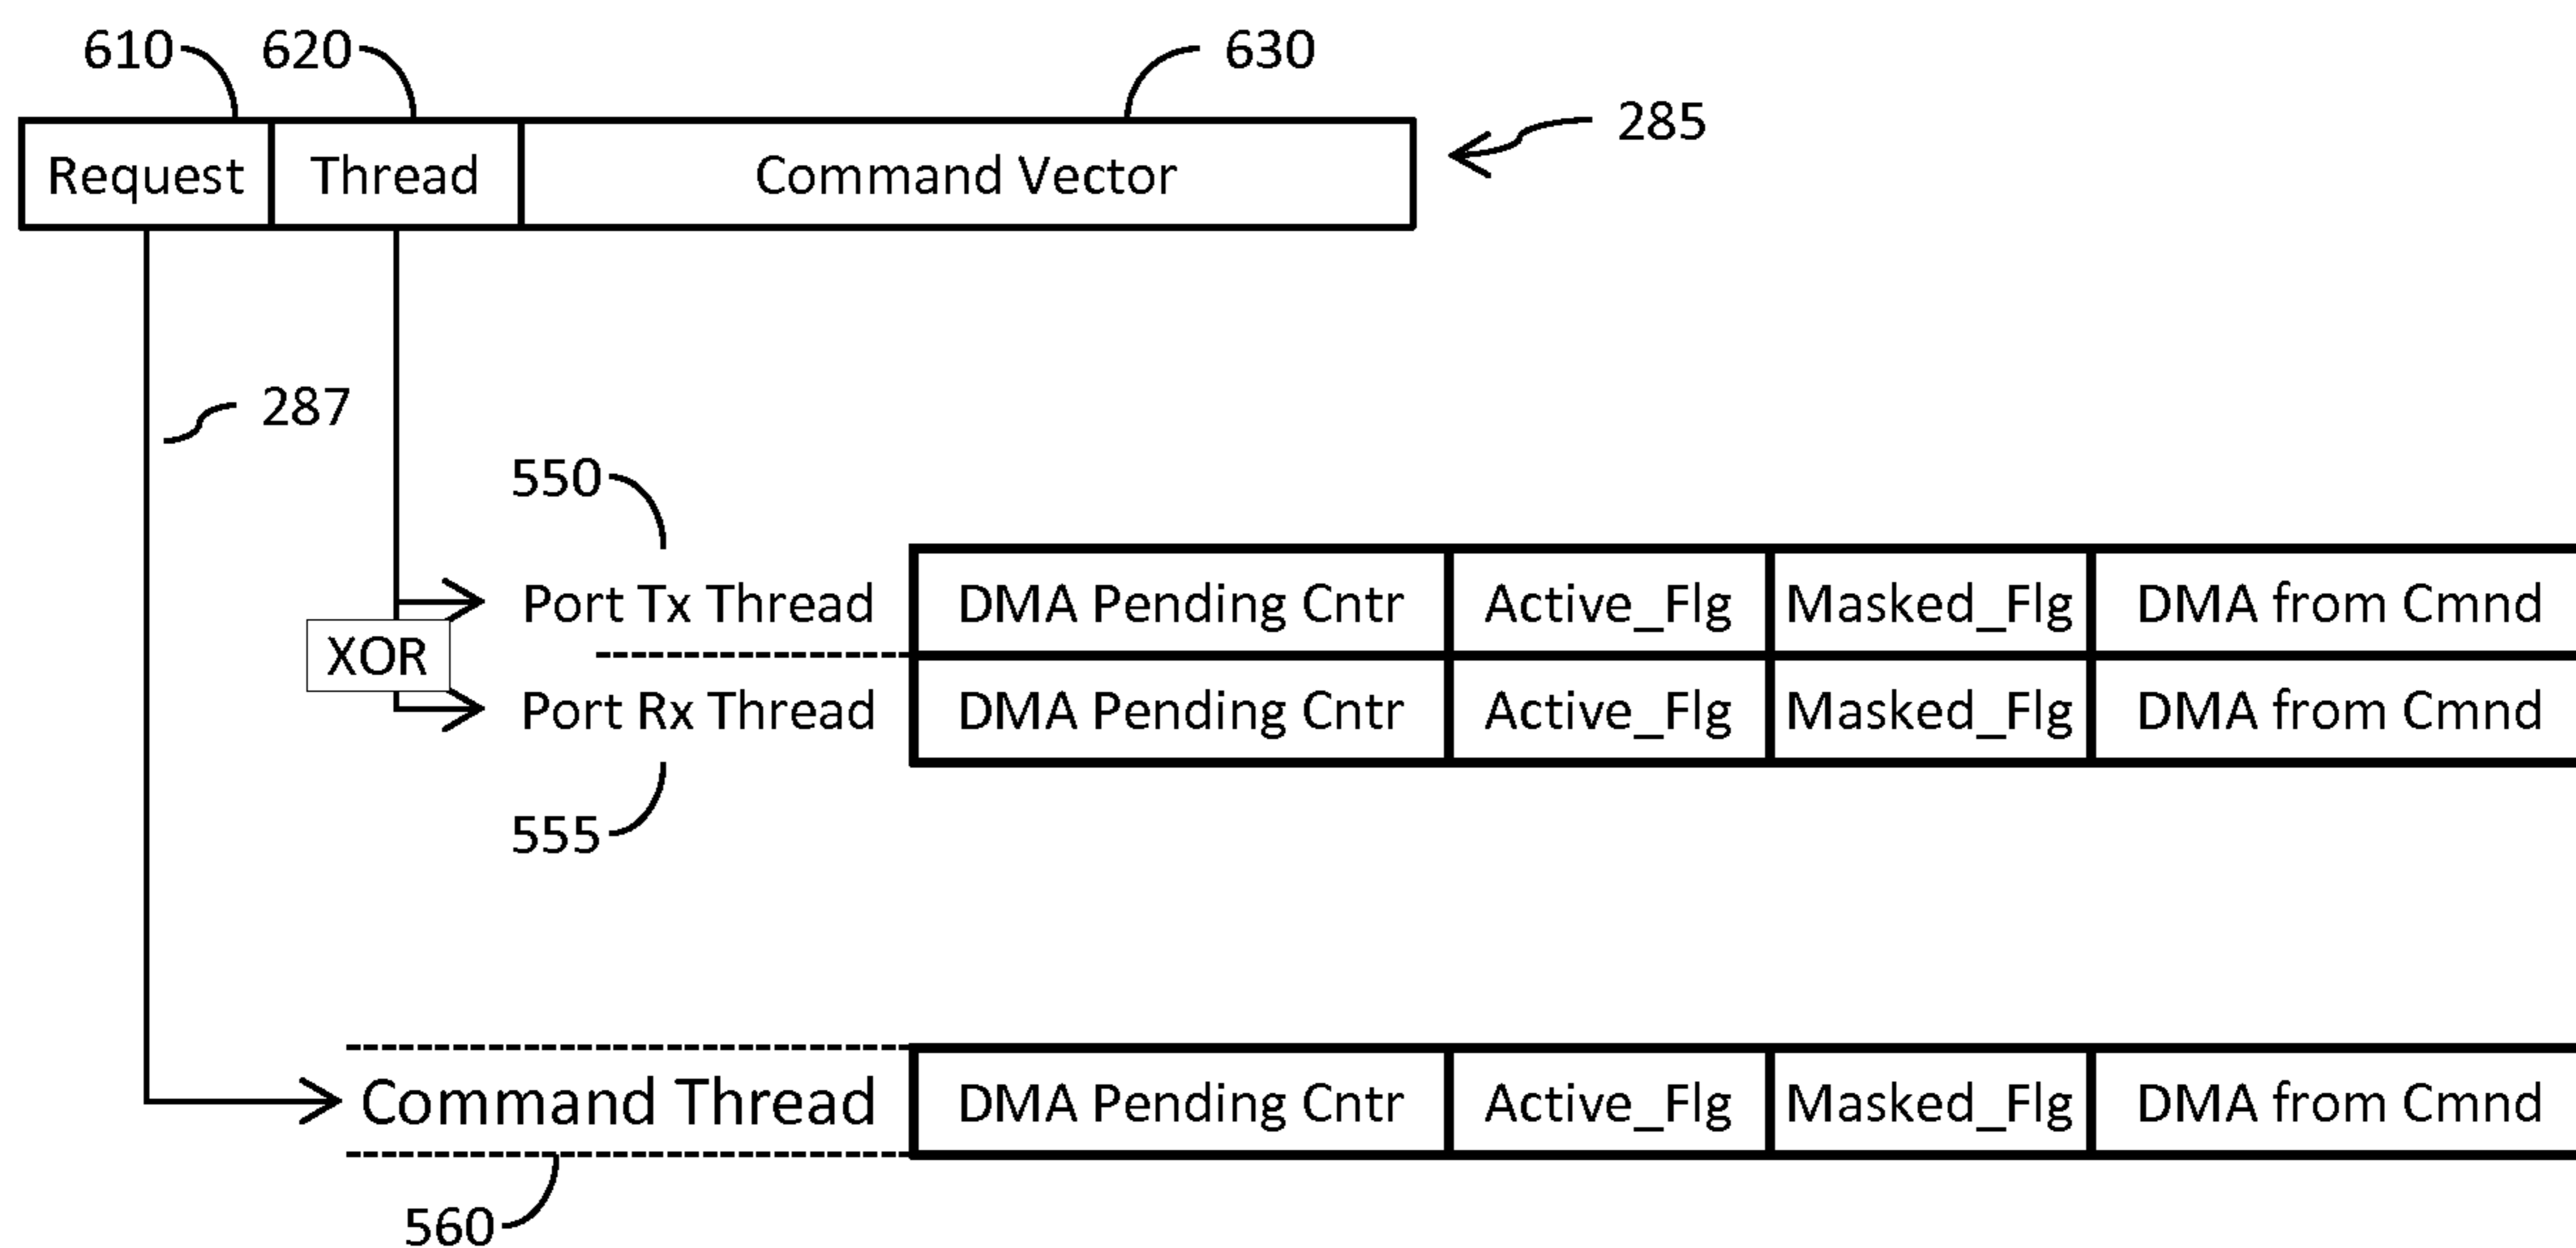 610 620 630
285
Request Thread Command Vector
287
550
Port Tx Thread DMA Pending Cntr Active_Flg Masked_Flg DMA from Cmnd
XOR
Port Rx Thread DMA Pending Cntr Active_Flg Masked_Flg DMA from Cmnd
555
Command Thread DMA Pending Cntr Active_Flg Masked_Flg DMA from Cmnd
560